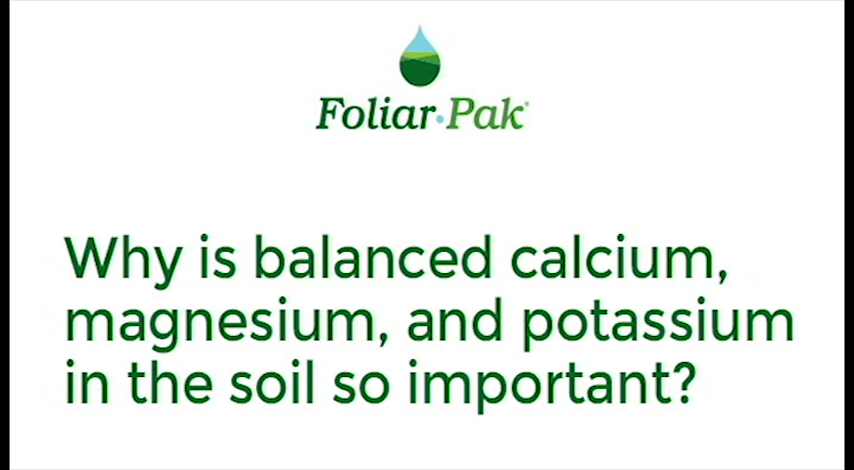 Foliar·Pak®
Why is balanced calcium,
magnesium, and potassium
in the soil so important?